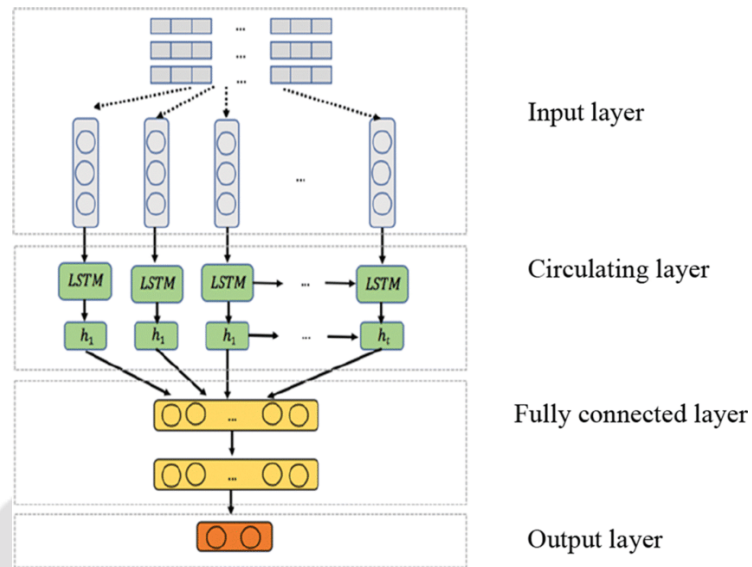 ...
...
...
Input layer
...
LSTM LSTM LSTM ... LSTM
Circulating layer
h₁ h₁ h₁ ... hₜ
...
Fully connected layer
...
Output layer